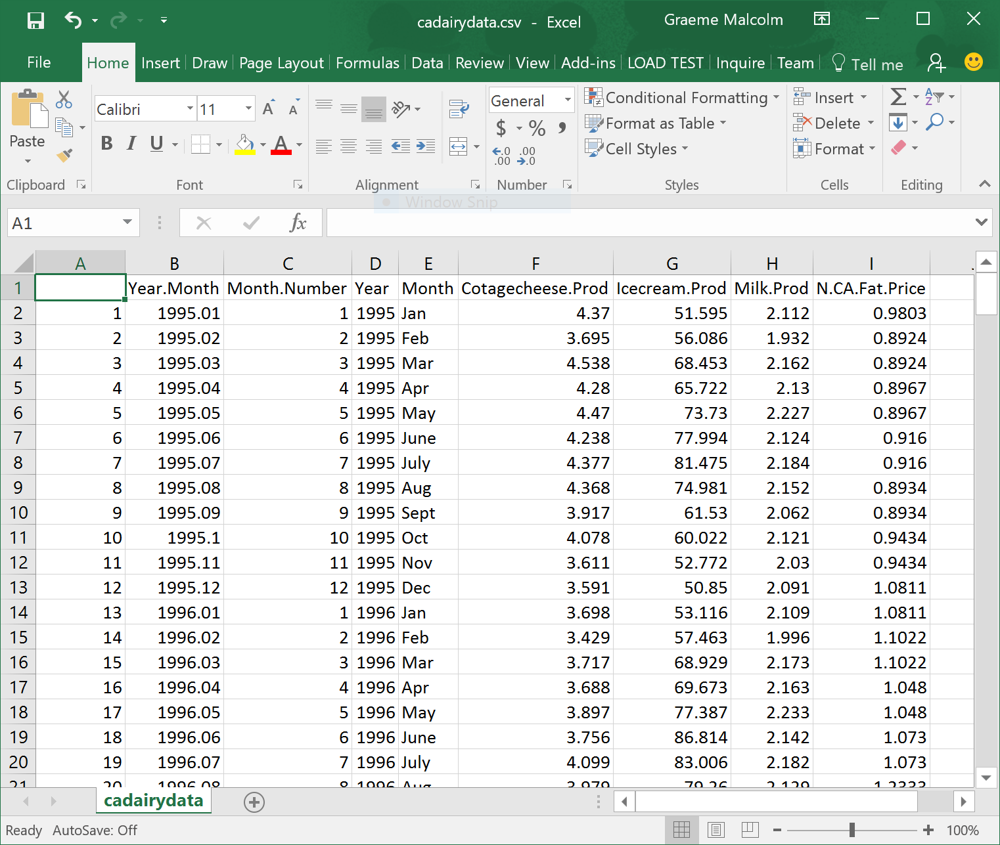 cadairydata.csv - Excel Graeme Malcolm
File Home Insert Draw Page Layout Formulas Data Review View Add-ins LOAD TEST Inquire Team Tell me
Calibri 11 General Conditional Formatting Insert
Paste B I U A $ % , Format as Table Delete
Cell Styles Format
Clipboard Font Alignment Number Styles Cells Editing
Window Snip
A1 fx
A B C D E F G H I
1 Year.Month Month.Number Year Month Cotagecheese.Prod Icecream.Prod Milk.Prod N.CA.Fat.Price
2 1 1995.01 1 1995 Jan 4.37 51.595 2.112 0.9803
3 2 1995.02 2 1995 Feb 3.695 56.086 1.932 0.8924
4 3 1995.03 3 1995 Mar 4.538 68.453 2.162 0.8924
5 4 1995.04 4 1995 Apr 4.28 65.722 2.13 0.8967
6 5 1995.05 5 1995 May 4.47 73.73 2.227 0.8967
7 6 1995.06 6 1995 June 4.238 77.994 2.124 0.916
8 7 1995.07 7 1995 July 4.377 81.475 2.184 0.916
9 8 1995.08 8 1995 Aug 4.368 74.981 2.152 0.8934
10 9 1995.09 9 1995 Sept 3.917 61.53 2.062 0.8934
11 10 1995.1 10 1995 Oct 4.078 60.022 2.121 0.9434
12 11 1995.11 11 1995 Nov 3.611 52.772 2.03 0.9434
13 12 1995.12 12 1995 Dec 3.591 50.85 2.091 1.0811
14 13 1996.01 1 1996 Jan 3.698 53.116 2.109 1.0811
15 14 1996.02 2 1996 Feb 3.429 57.463 1.996 1.1022
16 15 1996.03 3 1996 Mar 3.717 68.929 2.173 1.1022
17 16 1996.04 4 1996 Apr 3.688 69.673 2.163 1.048
18 17 1996.05 5 1996 May 3.897 77.387 2.233 1.048
19 18 1996.06 6 1996 June 3.756 86.814 2.142 1.073
20 19 1996.07 7 1996 July 4.099 83.006 2.182 1.073
21 20 1996.08 8 1996 Aug 3.979 79.26 2.129 1.2333
cadairydata
Ready AutoSave: Off 100%